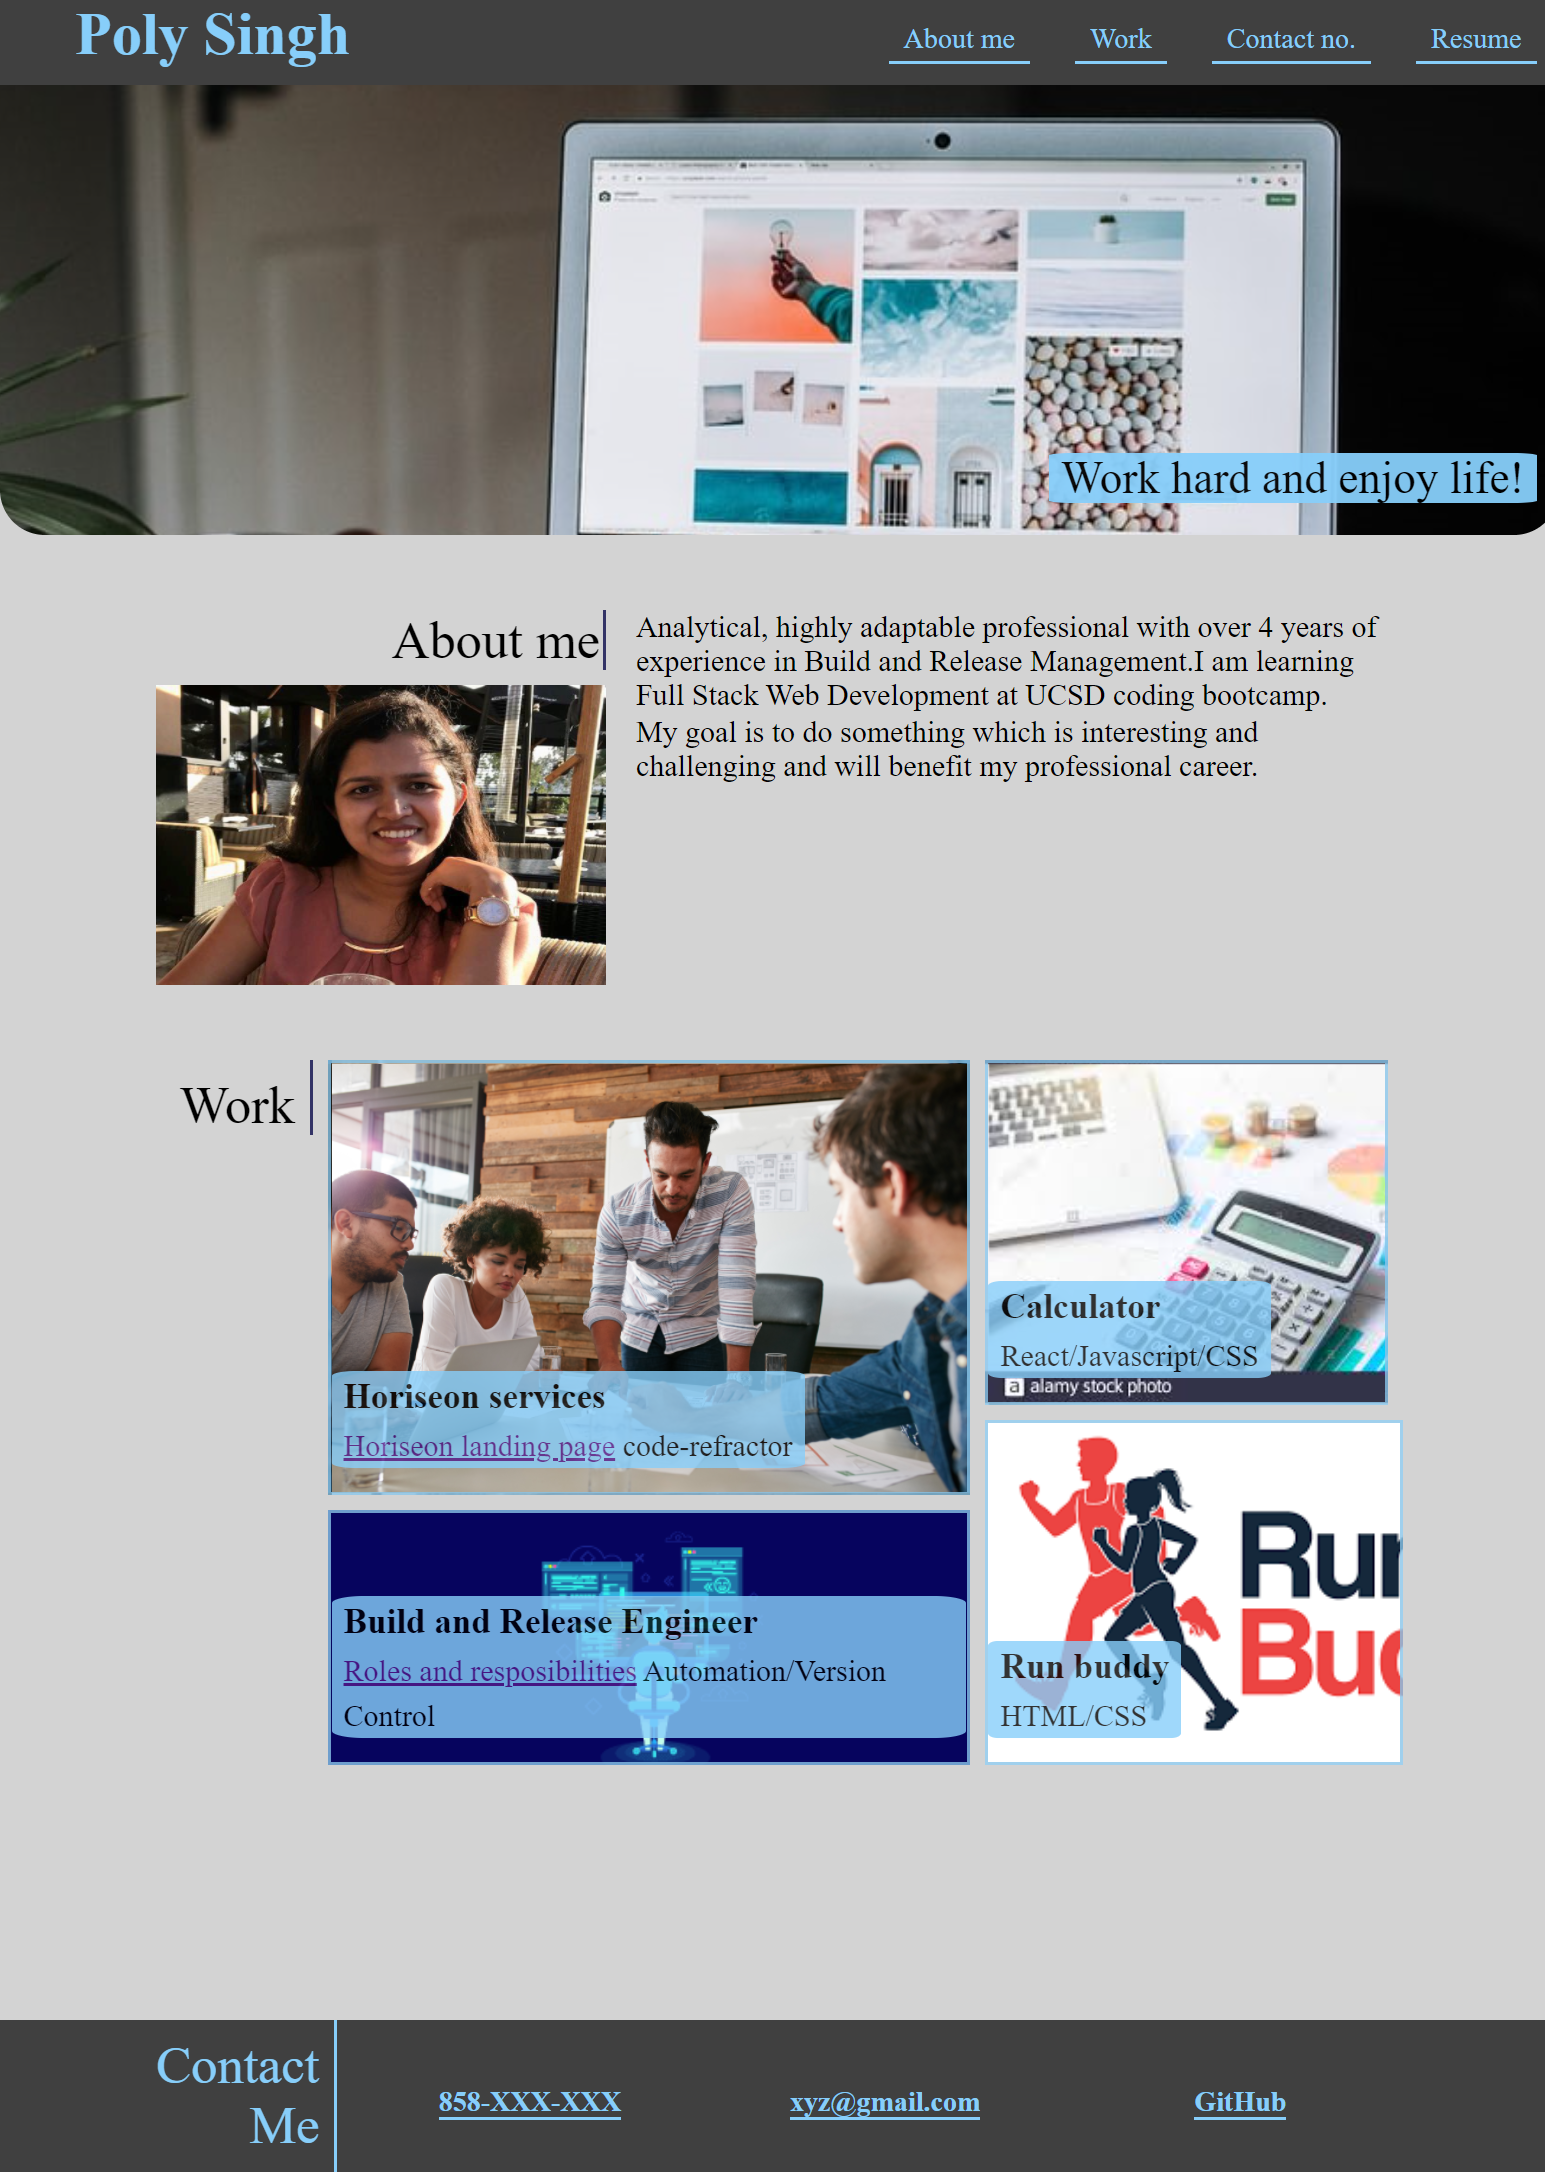 Poly Singh
About me
Work
Contact no.
Resume
Work hard and enjoy life!
About me
Analytical, highly adaptable professional with over 4 years of
experience in Build and Release Management.I am learning
Full Stack Web Development at UCSD coding bootcamp.
My goal is to do something which is interesting and
challenging and will benefit my professional career.
Work
Horiseon services
Horiseon landing page code-refractor
Calculator
React/Javascript/CSS
a alamy stock photo
Build and Release Engineer
Roles and resposibilities Automation/Version
Control
Run buddy
HTML/CSS
Contact
Me
858-XXX-XXX
xyz@gmail.com
GitHub